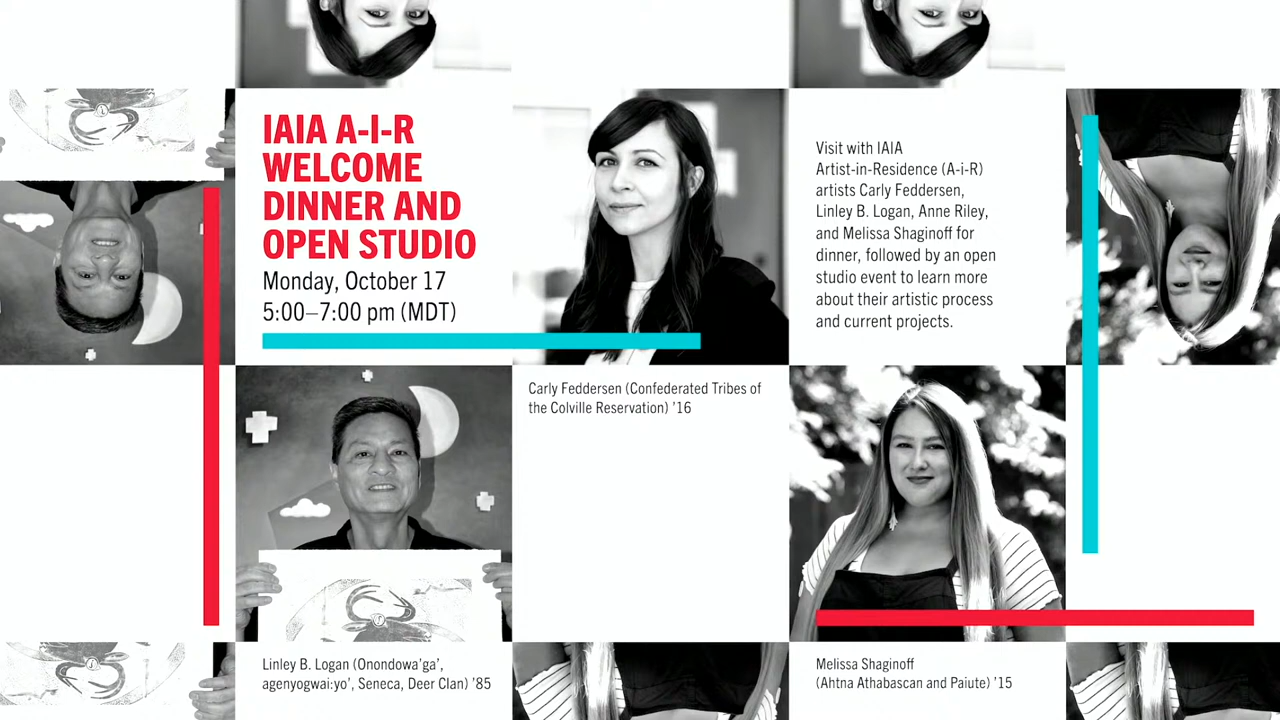 IAIA A-I-R
WELCOME
DINNER AND
OPEN STUDIO
Monday, October 17
5:00–7:00 pm (MDT)
Visit with IAIA
Artist-in-Residence (A-i-R)
artists Carly Feddersen,
Linley B. Logan, Anne Riley,
and Melissa Shaginoff for
dinner, followed by an open
studio event to learn more
about their artistic process
and current projects.
Carly Feddersen (Confederated Tribes of
the Colville Reservation) ’16
Linley B. Logan (Onondowa’ga’,
agenyogwai:yo’, Seneca, Deer Clan) ’85
Melissa Shaginoff
(Ahtna Athabascan and Paiute) ’15